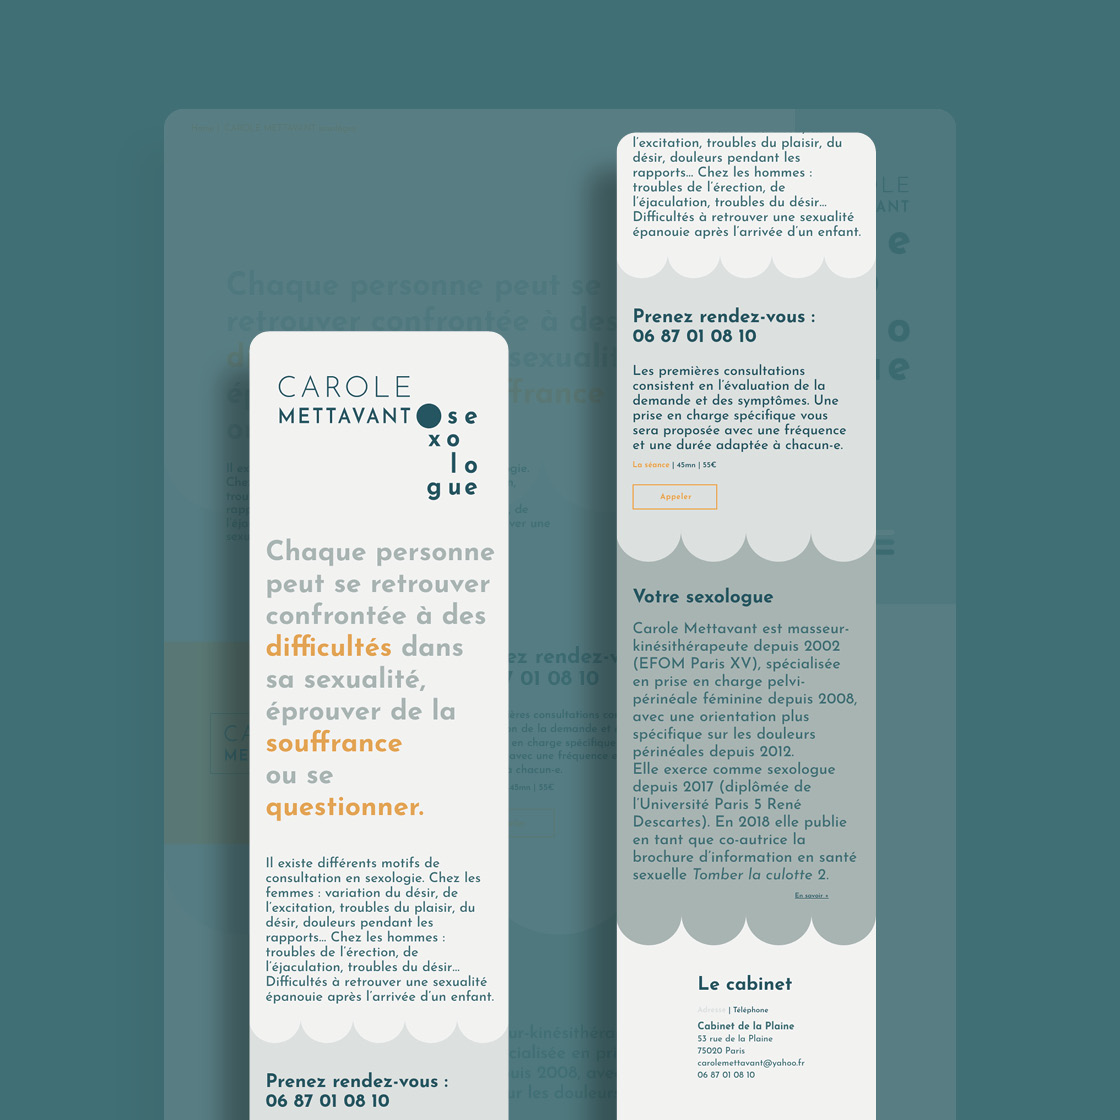 CAROLE
METTAVANT
sexologue
Chaque personne
peut se retrouver
confrontée à des
difficultés dans
sa sexualité,
éprouver de la
souffrance
ou se
questionner.
Il existe différents motifs de
consultation en sexologie. Chez les
femmes : variation du désir, de
l'excitation, troubles du plaisir, du
désir, douleurs pendant les
rapports... Chez les hommes :
troubles de l'érection, de
l'éjaculation, troubles du désir...
Difficultés à retrouver une sexualité
épanouie après l'arrivée d'un enfant.
Prenez rendez-vous :
06 87 01 08 10
l'excitation, troubles du plaisir, du
désir, douleurs pendant les
rapports... Chez les hommes :
troubles de l'érection, de
l'éjaculation, troubles du désir...
Difficultés à retrouver une sexualité
épanouie après l'arrivée d'un enfant.
Prenez rendez-vous :
06 87 01 08 10
Les premières consultations
consistent en l'évaluation de la
demande et des symptômes. Une
prise en charge spécifique vous
sera proposée avec une fréquence
et une durée adaptée à chacun-e.
La séance | 45mn | 55€
Appeler
Votre sexologue
Carole Mettavant est masseur-
kinésithérapeute depuis 2002
(EFOM Paris XV), spécialisée
en prise en charge pelvi-
périnéale féminine depuis 2008,
avec une orientation plus
spécifique sur les douleurs
périnéales depuis 2012.
Elle exerce comme sexologue
depuis 2017 (diplômée de
l'Université Paris 5 René
Descartes). En 2018 elle publie
en tant que co-autrice la
brochure d'information en santé
sexuelle Tomber la culotte 2.
En savoir +
Le cabinet
Adresse | Téléphone
Cabinet de la Plaine
53 rue de la Plaine
75020 Paris
carolemettavant@yahoo.fr
06 87 01 08 10
Chaque personne peut se
retrouver confrontée à des